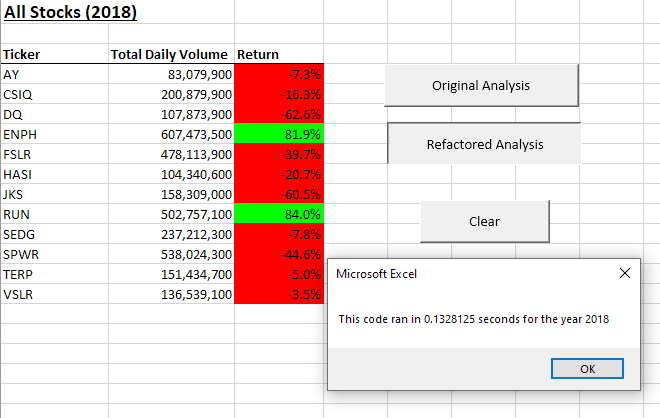 All Stocks (2018)
Ticker Total Daily Volume Return
AY 83,079,900 -7.3%
CSIQ 200,879,900 -16.3%
DQ 107,873,900 -62.6%
ENPH 607,473,500 81.9%
FSLR 478,113,900 -39.7%
HASI 104,340,600 -20.7%
JKS 158,309,000 -60.5%
RUN 502,757,100 84.0%
SEDG 237,212,300 -7.8%
SPWR 538,024,300 -44.6%
TERP 151,434,700 -5.0%
VSLR 136,539,100 -3.5%
Original Analysis
Refactored Analysis
Clear
Microsoft Excel
This code ran in 0.1328125 seconds for the year 2018
OK